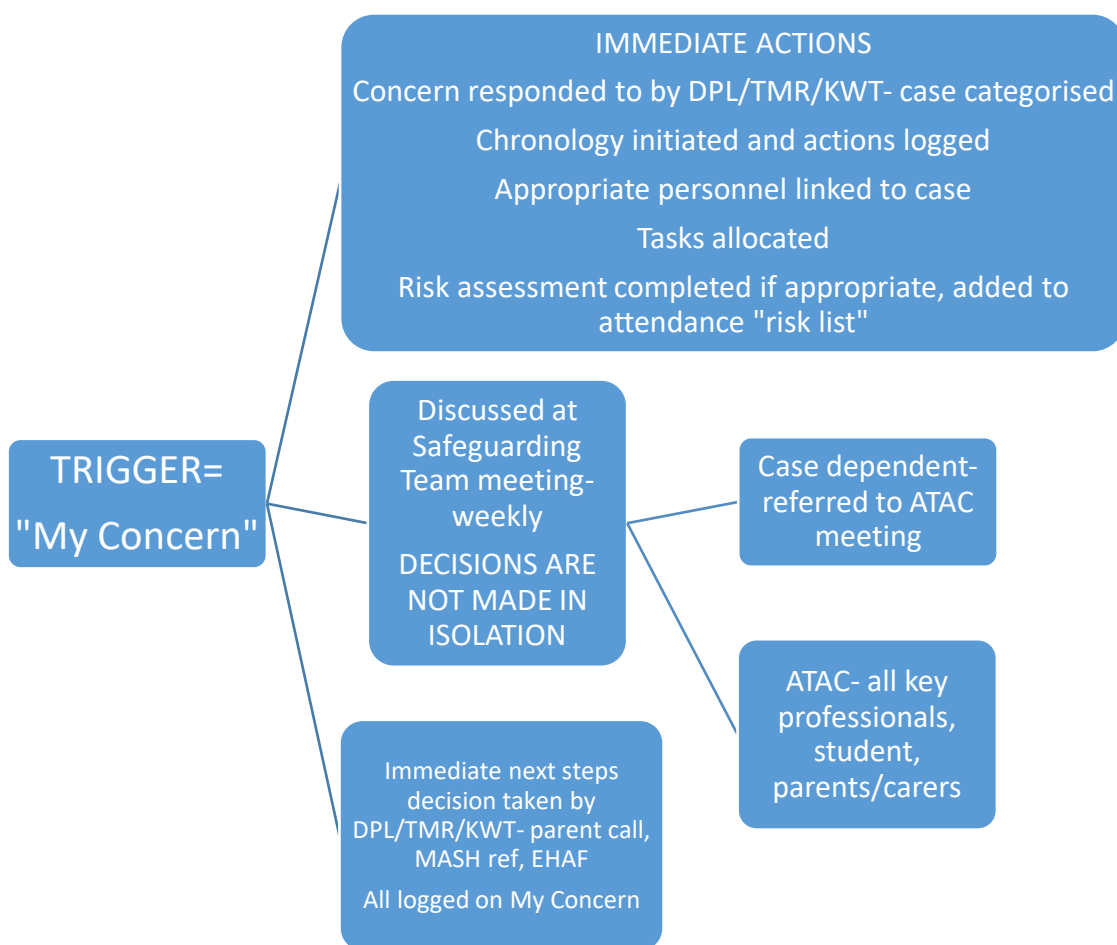 IMMEDIATE ACTIONS
Concern responded to by DPL/TMR/KWT- case categorised
Chronology initiated and actions logged
Appropriate personnel linked to case
Tasks allocated
Risk assessment completed if appropriate, added to
attendance "risk list"
TRIGGER=
"My Concern"
Discussed at
Safeguarding
Team meeting-
weekly
DECISIONS ARE
NOT MADE IN
ISOLATION
Case dependent-
referred to ATAC
meeting
ATAC- all key
professionals,
student,
parents/carers
Immediate next steps
decision taken by
DPL/TMR/KWT- parent call,
MASH ref, EHAF
All logged on My Concern